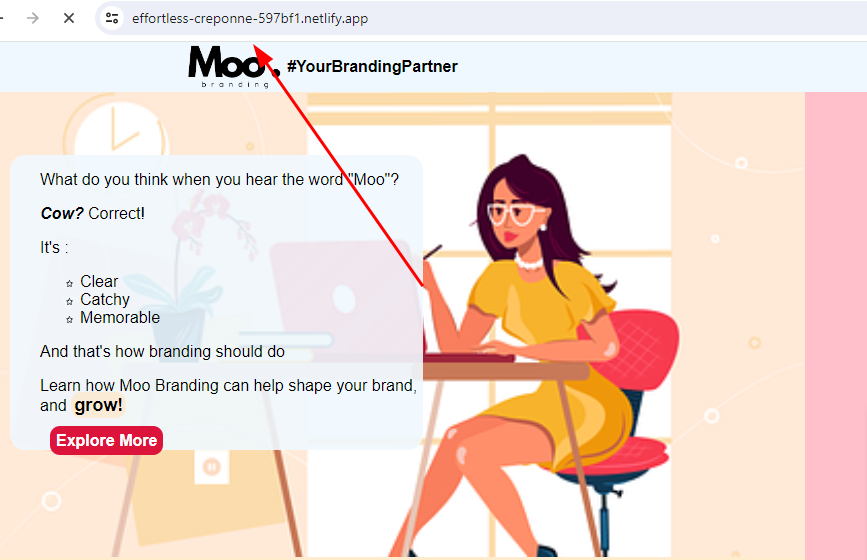 effortless-creponne-597bf1.netlify.app
Moo. #YourBrandingPartner
branding
What do you think when you hear the word "Moo"?
Cow? Correct!
It's :
☆ Clear
☆ Catchy
☆ Memorable
And that's how branding should do
Learn how Moo Branding can help shape your brand,
and grow!
Explore More